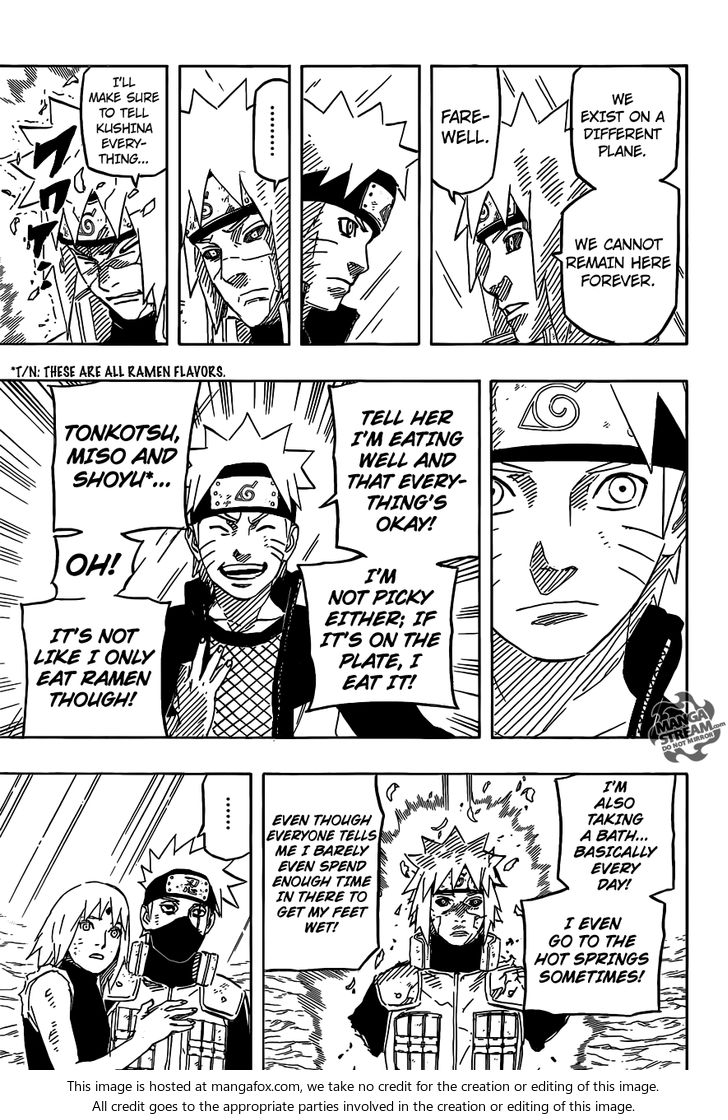 WE
EXIST ON A
DIFFERENT
PLANE.
WE CANNOT
REMAIN HERE
FOREVER.
FARE-
WELL.
.........
I'LL
MAKE SURE
TO TELL
KUSHINA
EVERY-
THING...
*T/N: THESE ARE ALL RAMEN FLAVORS.
TELL HER
I'M EATING
WELL AND
THAT EVERY-
THING'S
OKAY!
I'M
NOT PICKY
EITHER; IF
IT'S ON THE
PLATE, I
EAT IT!
TONKOTSU,
MISO AND
SHOYU*...
OH!
IT'S NOT
LIKE I ONLY
EAT RAMEN
THOUGH!
MANGA
STREAM.com
DO NOT MIRROR
I'M
ALSO
TAKING
A BATH...
BASICALLY
EVERY
DAY!
I EVEN
GO TO THE
HOT SPRINGS
SOMETIMES!
EVEN THOUGH
EVERYONE TELLS
ME I BARELY
EVEN SPEND
ENOUGH TIME
IN THERE TO
GET MY FEET
WET!
.........
This image is hosted at mangafox.com, we take no credit for the creation or editing of this image.
All credit goes to the appropriate parties involved in the creation or editing of this image.